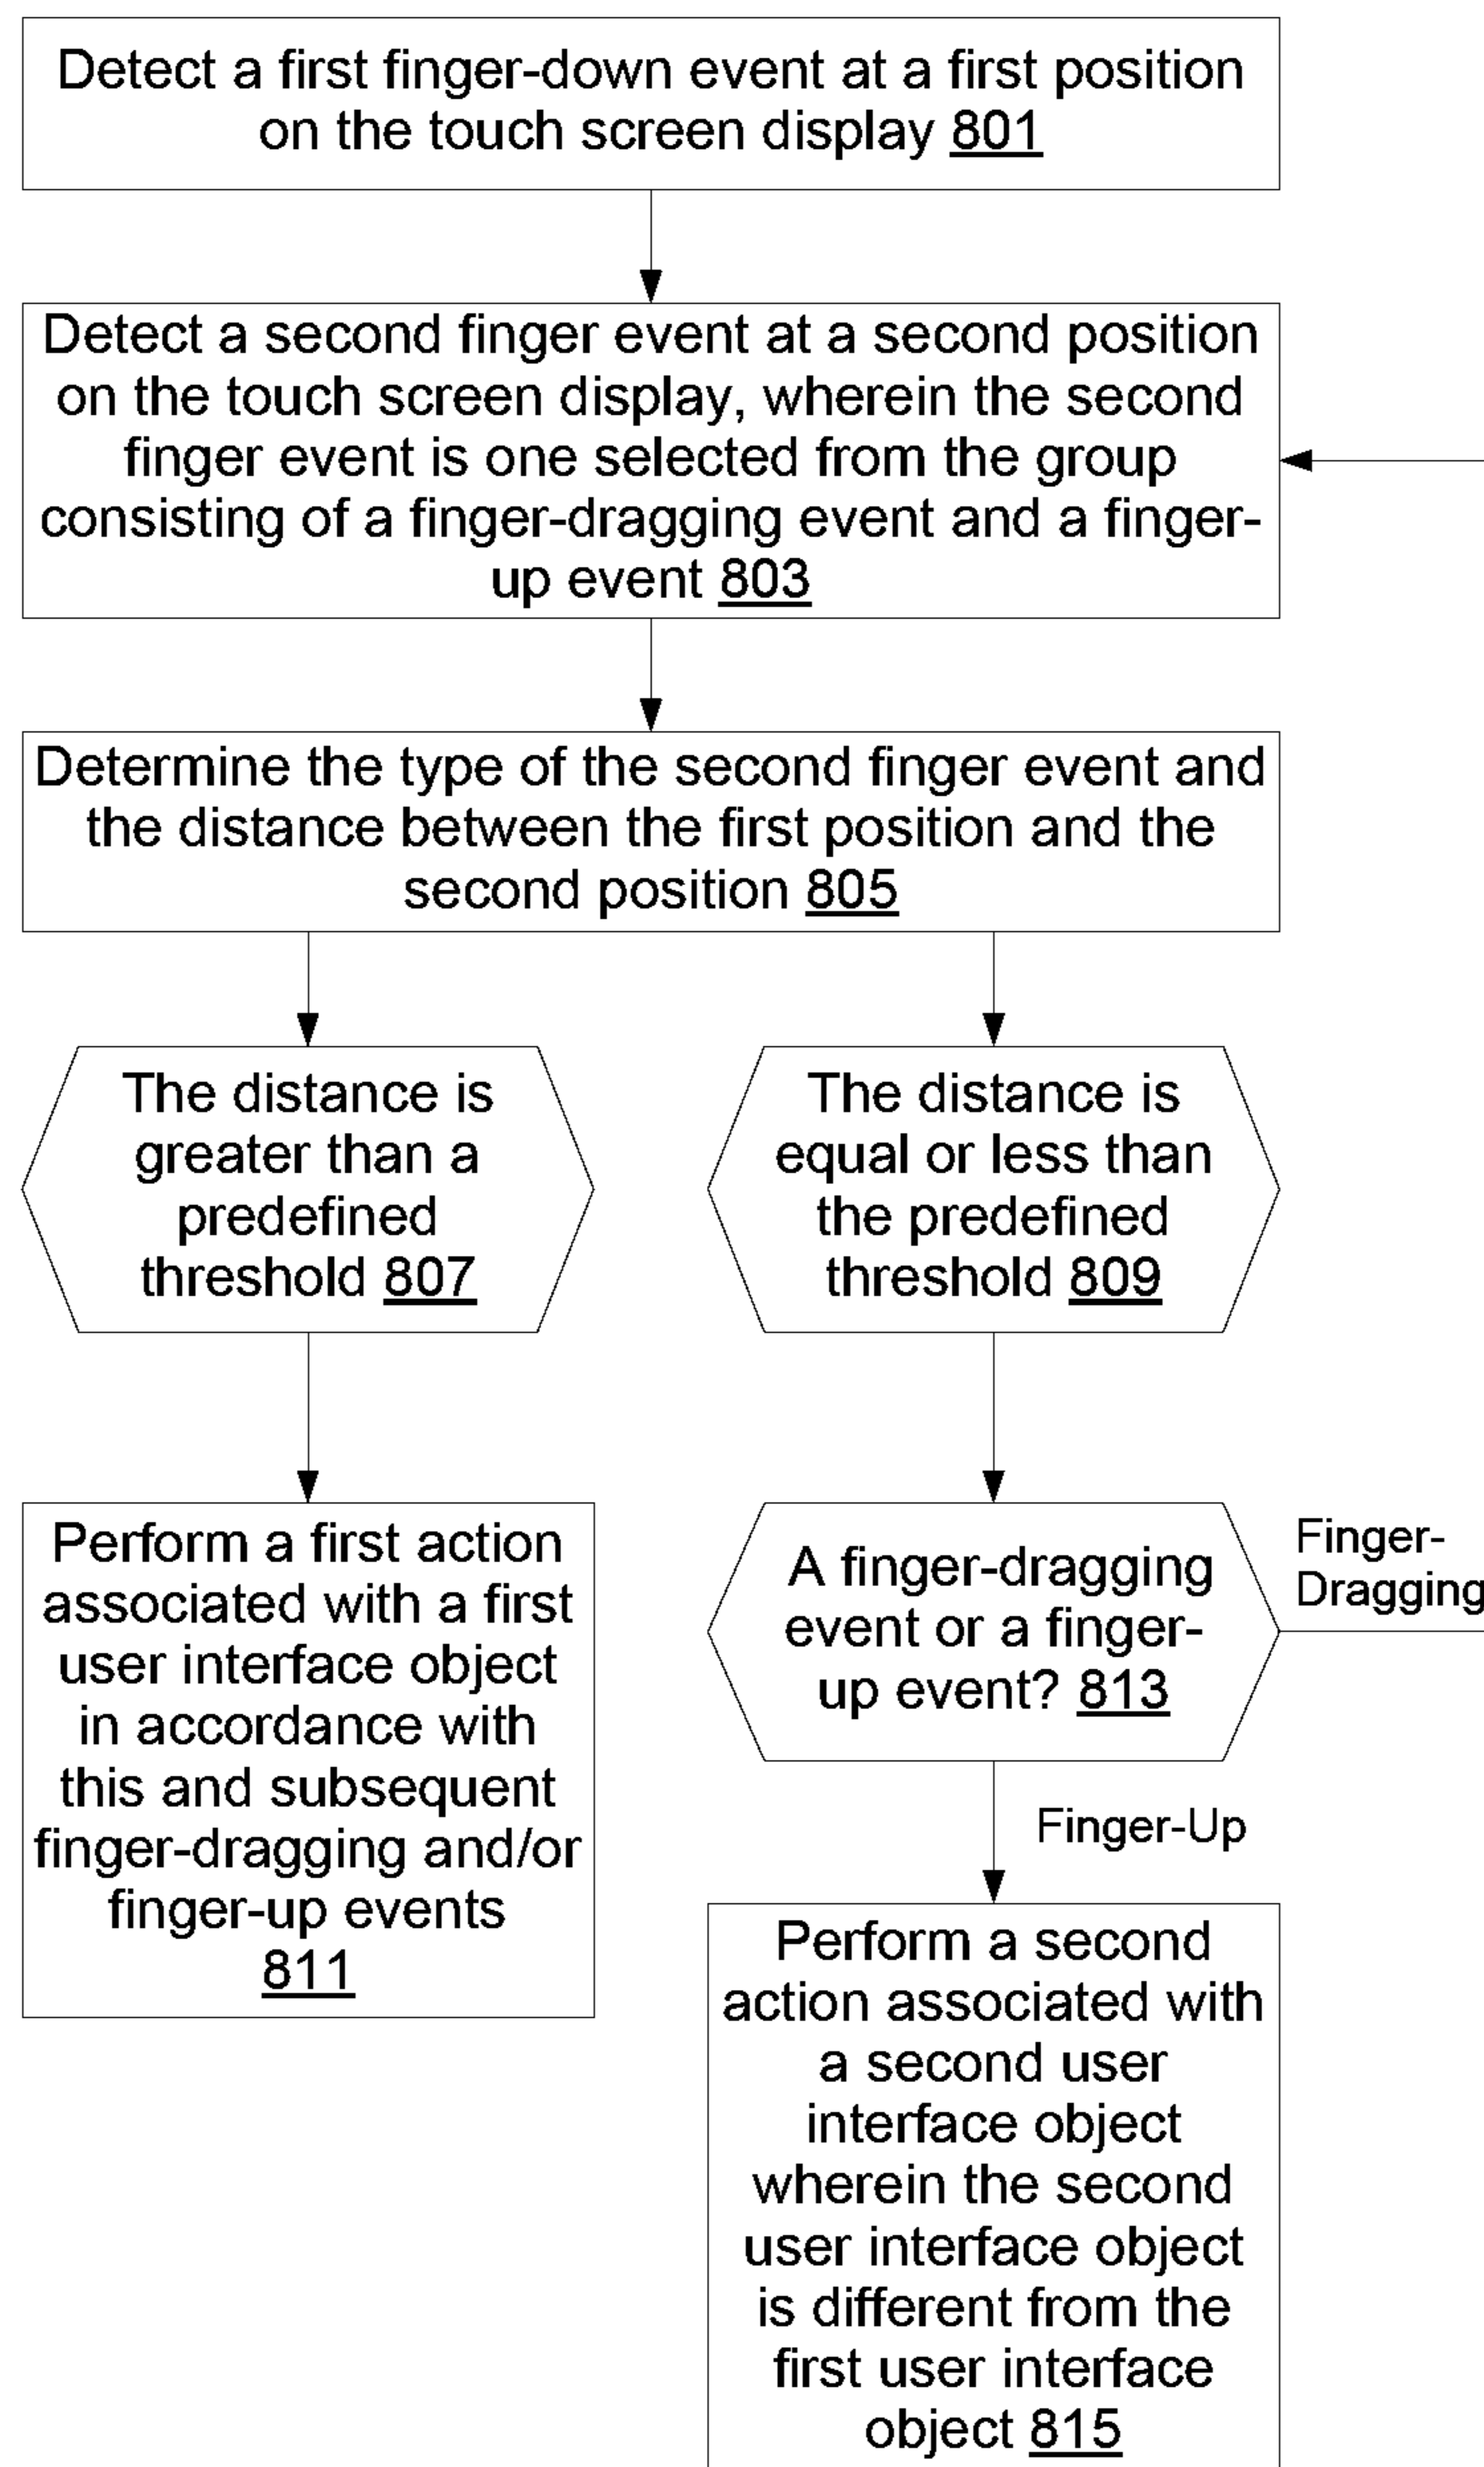 Detect a first finger-down event at a first position
on the touch screen display 801
Detect a second finger event at a second position
on the touch screen display, wherein the second
finger event is one selected from the group
consisting of a finger-dragging event and a finger-
up event 803
Determine the type of the second finger event and
the distance between the first position and the
second position 805
The distance is
greater than a
predefined
threshold 807
The distance is
equal or less than
the predefined
threshold 809
Perform a first action
associated with a first
user interface object
in accordance with
this and subsequent
finger-dragging and/or
finger-up events
811
A finger-dragging
event or a finger-
up event? 813
Finger-
Dragging
Finger-Up
Perform a second
action associated with
a second user
interface object
wherein the second
user interface object
is different from the
first user interface
object 815